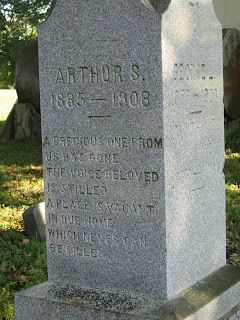 ARTHUR S.
1885 — 1908
A PRECIOUS ONE FROM
US HAS GONE
THE VOICE BELOVED
IS STILLED
A PLACE IS VACANT
IN OUR HOME
WHICH NEVER CAN
BE FILLED.